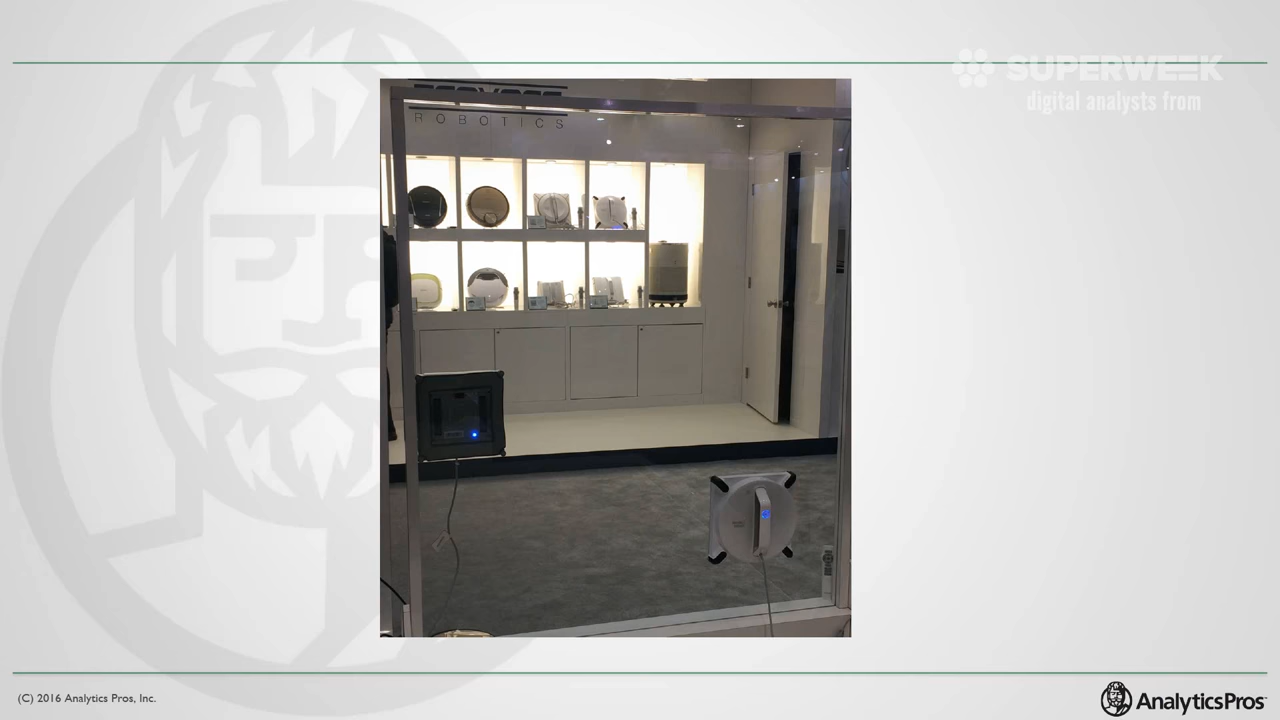 SUPERWEEK
digital analysts from
ROBOTICS
(C) 2016 Analytics Pros, Inc.
AnalyticsPros